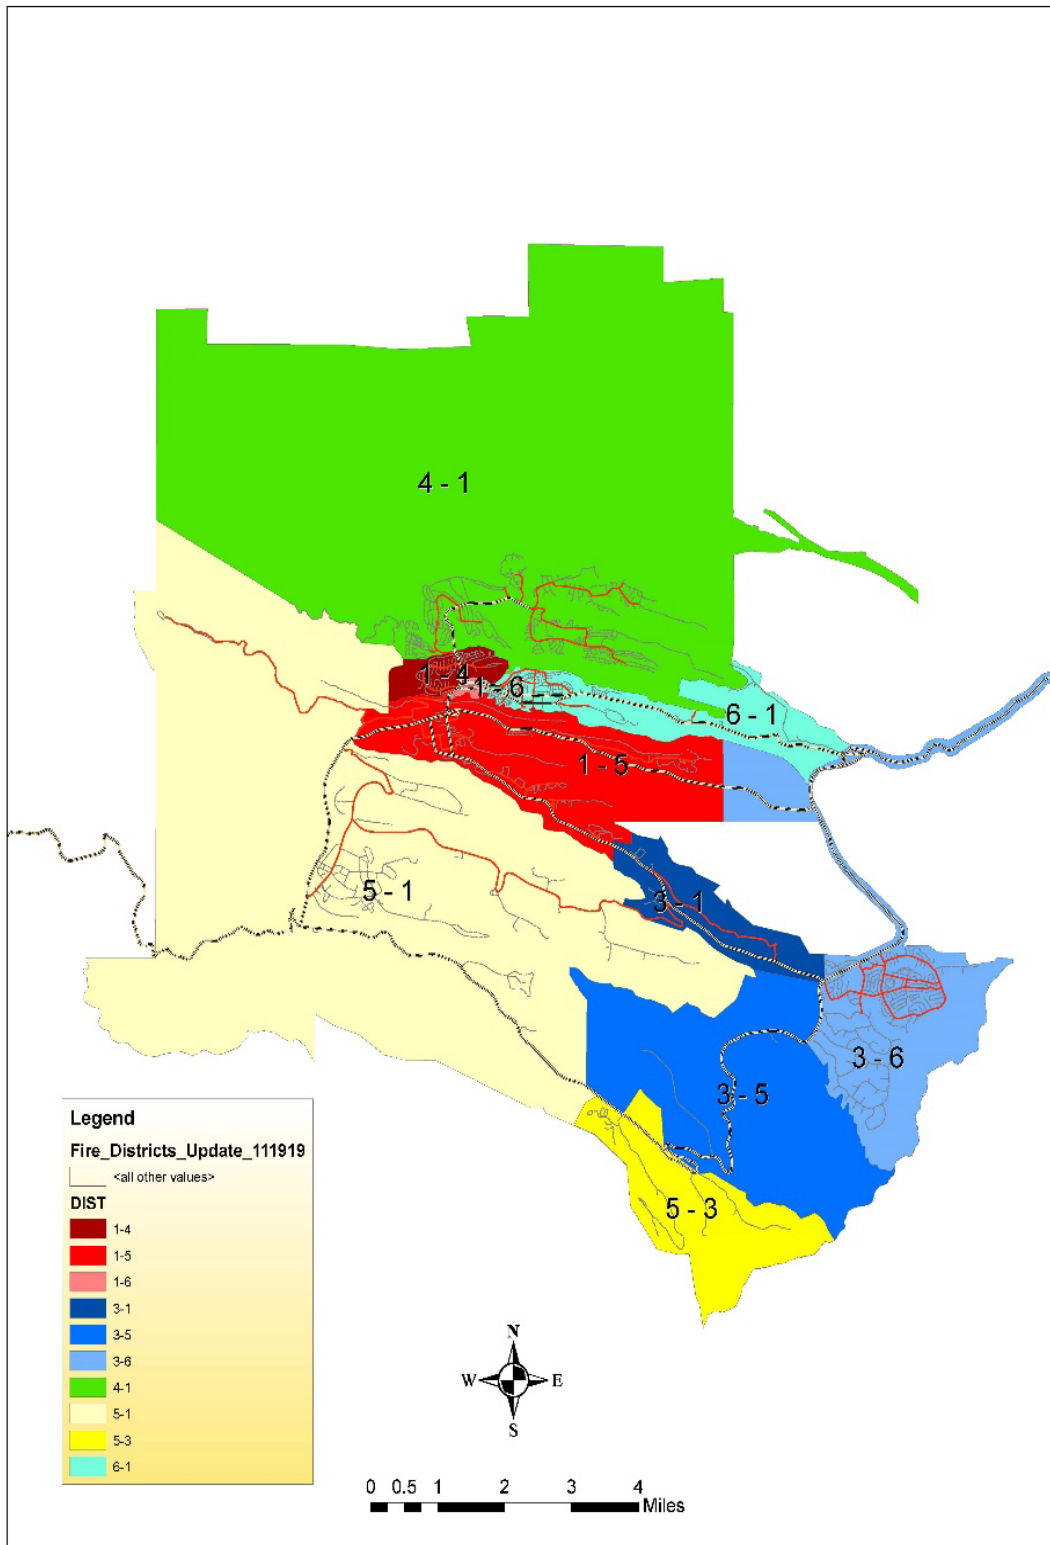 4 - 1
1 - 4
1 - 6
6 - 1
1 - 5
5 - 1
3 - 1
3 - 6
3 - 5
5 - 3
Legend
Fire_Districts_Update_111919
<all other values>
DIST
1-4
1-5
1-6
3-1
3-5
3-6
4-1
5-1
5-3
6-1
N
W E
S
0 0.5 1 2 3 4
Miles